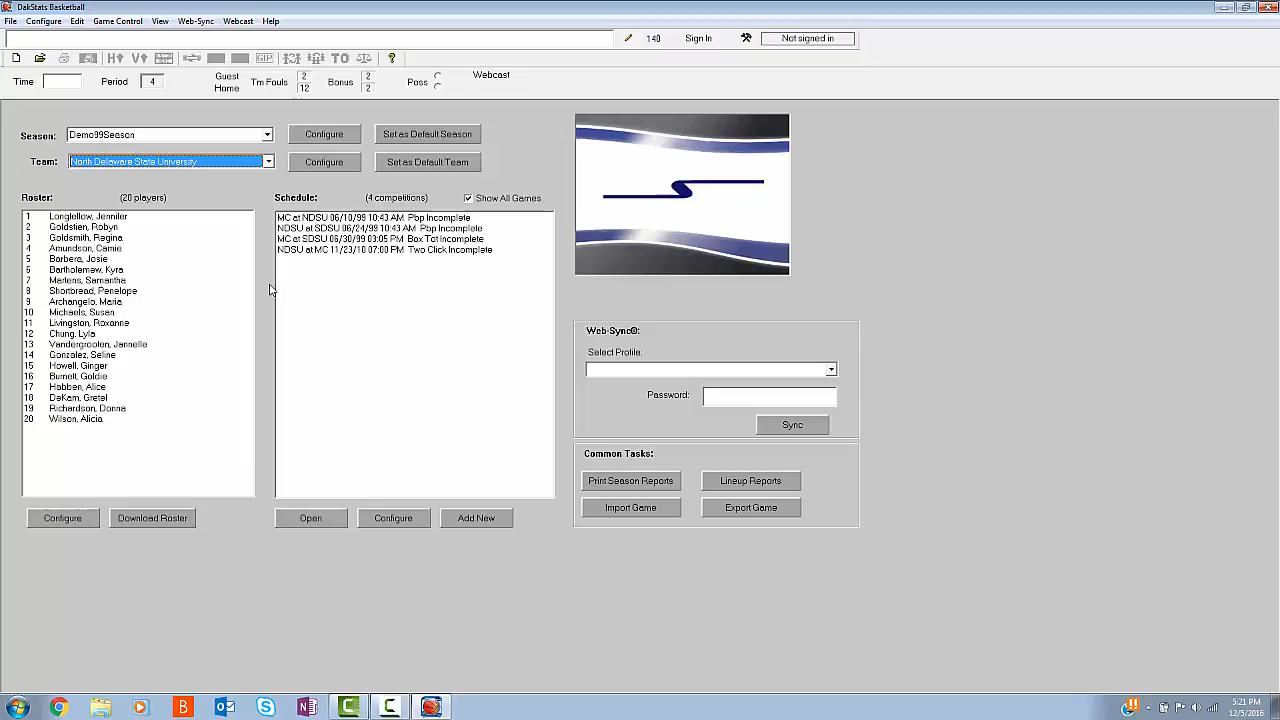 DakStats Basketball
File Configure Edit Game Control View Web-Sync Webcast Help
140 Sign In Not signed in
H V GIP TO ?
Time Period 4 Guest Home Tm Fouls 2 12 Bonus 2 2 Poss Webcast
Season: Demo99Season Configure Set as Default Season
Team: North Delaware State University Configure Set as Default Team
Roster: (20 players)
1 Longfellow, Jennifer
2 Goldstien, Robyn
3 Goldsmith, Regina
4 Amundson, Carrie
5 Barbera, Josie
6 Bartholemew, Kyra
7 Martens, Samantha
8 Shortbread, Penelope
9 Archangelo, Maria
10 Michaels, Susan
11 Livingston, Roxanne
12 Chung, Lyla
13 Vandergrooten, Jannelle
14 Gonzalez, Seline
15 Howell, Ginger
16 Burnett, Goldie
17 Habben, Alice
18 DeKam, Gretel
19 Richardson, Donna
20 Wilson, Alicia
Configure Download Roster
Schedule: (4 competitions) Show All Games
MC at NDSU 06/10/99 10:43 AM Pbp Incomplete
NDSU at SDSU 06/24/99 10:43 AM Pbp Incomplete
MC at SDSU 06/30/99 03:05 PM Box Tot Incomplete
NDSU at MC 11/23/10 07:00 PM Two Click Incomplete
Open Configure Add New
Web-Sync®:
Select Profile:
Password:
Sync
Common Tasks:
Print Season Reports Lineup Reports
Import Game Export Game
5:21 PM
12/5/2016